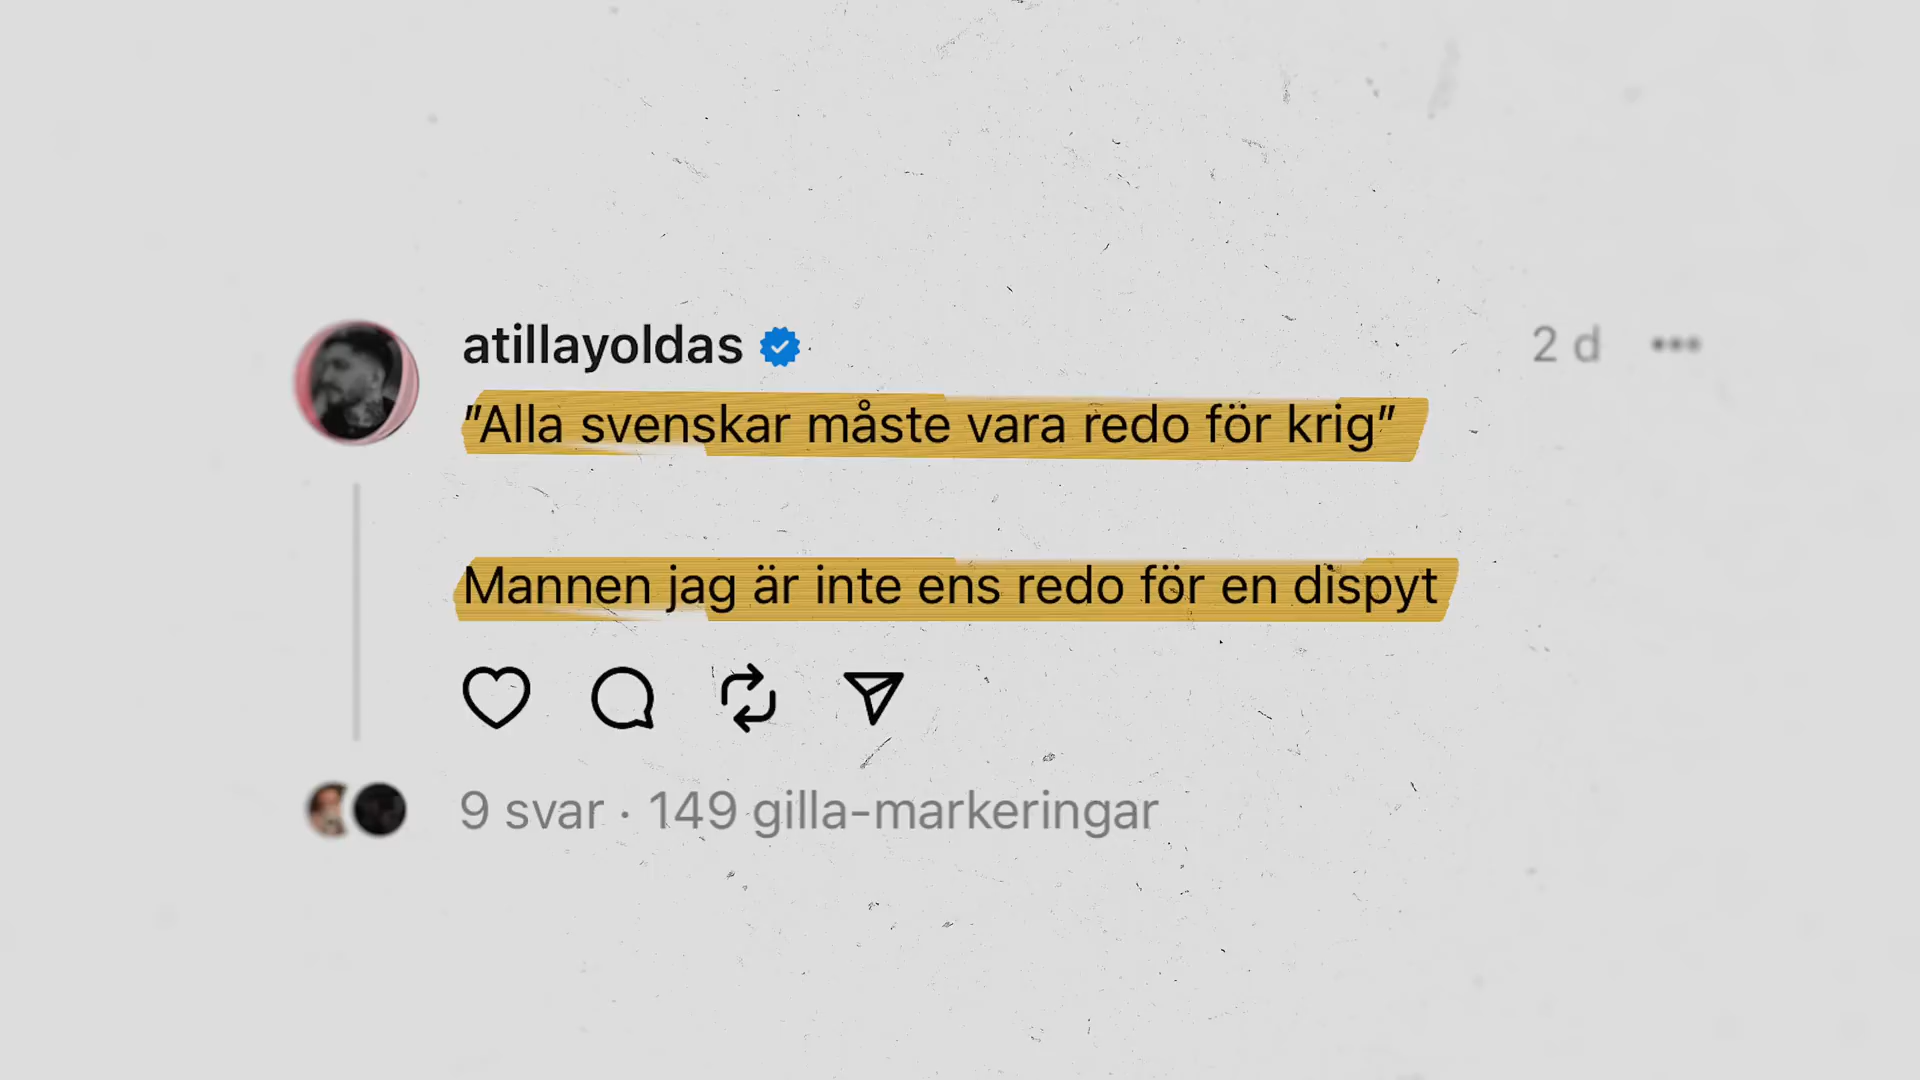 atillayoldas
2 d
"Alla svenskar måste vara redo för krig"
Mannen jag är inte ens redo för en dispyt
9 svar · 149 gilla-markeringar